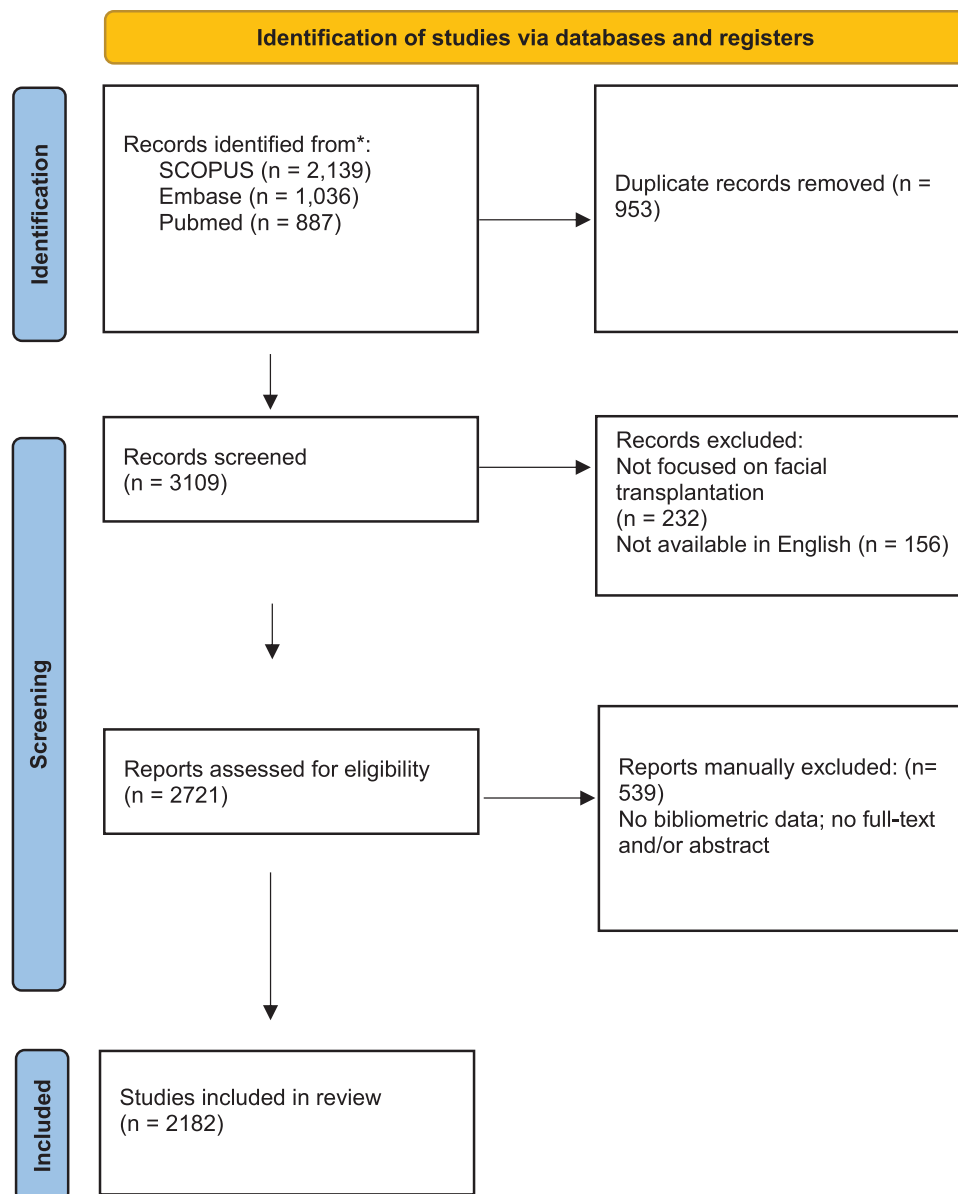 Identification of studies via databases and registers
Identification
Records identified from*:
SCOPUS (n = 2,139)
Embase (n = 1,036)
Pubmed (n = 887)
Duplicate records removed (n =
953)
Screening
Records screened
(n = 3109)
Records excluded:
Not focused on facial
transplantation
(n = 232)
Not available in English (n = 156)
Reports assessed for eligibility
(n = 2721)
Reports manually excluded: (n=
539)
No bibliometric data; no full-text
and/or abstract
Included
Studies included in review
(n = 2182)